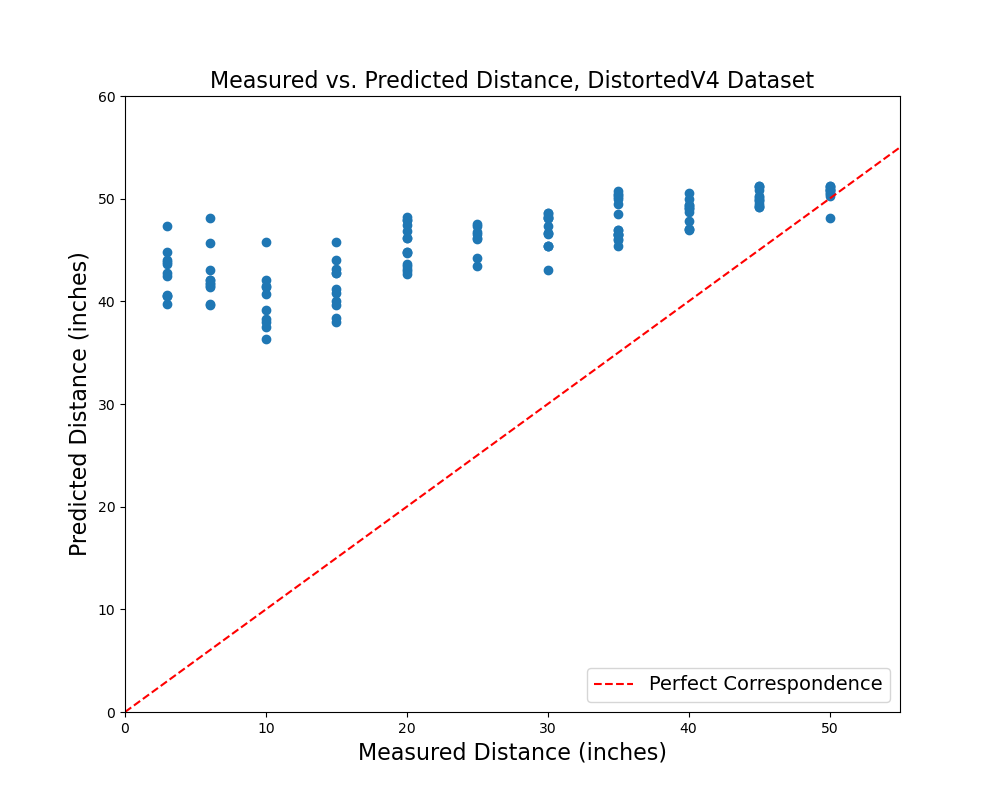 Measured vs. Predicted Distance, DistortedV4 Dataset
60
50
40
30
20
10
0
Predicted Distance (inches)
Perfect Correspondence
0 10 20 30 40 50
Measured Distance (inches)